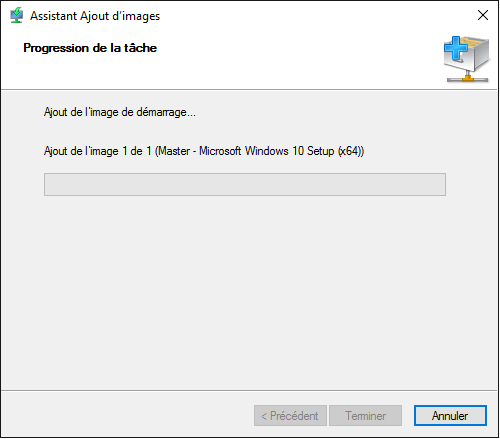 Assistant Ajout d'images
Progression de la tâche
Ajout de l'image de démarrage...
Ajout de l'image 1 de 1 (Master - Microsoft Windows 10 Setup (x64))
< Précédent
Terminer
Annuler